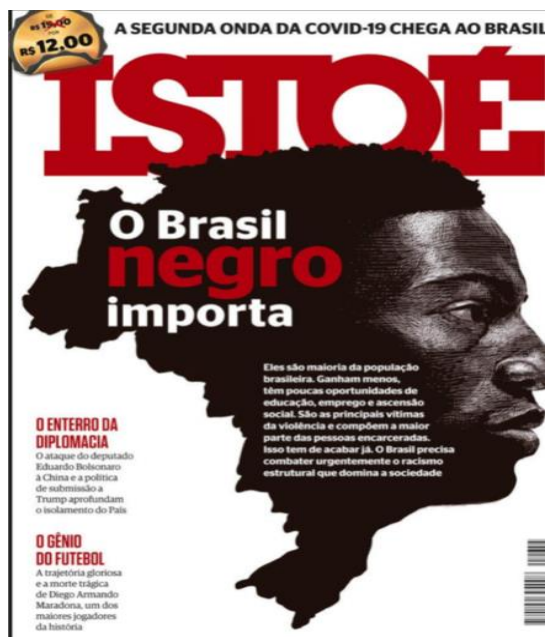 A SEGUNDA ONDA DA COVID-19 CHEGA AO BRASIL
DE
R$ 19,00
POR
R$ 12,00
ISTOÉ
O Brasil
negro
importa
Eles são maioria da população
brasileira. Ganham menos,
têm poucas oportunidades de
educação, emprego e ascensão
social. São as principais vítimas
da violência e compõem a maior
parte das pessoas encarceradas.
Isso tem de acabar já. O Brasil precisa
combater urgentemente o racismo
estrutural que domina a sociedade
O ENTERRO DA
DIPLOMACIA
O ataque do deputado
Eduardo Bolsonaro
à China e a política
de submissão a
Trump aprofundam
o isolamento do País
O GÊNIO
DO FUTEBOL
A trajetória gloriosa
e a morte trágica
de Diego Armando
Maradona, um dos
maiores jogadores
da história